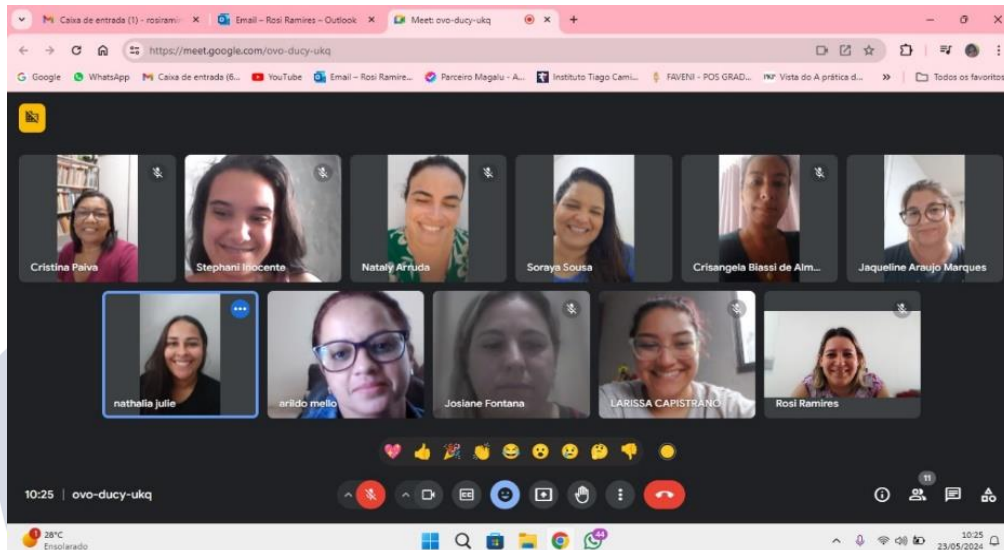 Caixa de entrada (1) - rosiramir
Email – Rosi Ramires – Outlook
Meet: ovo-ducy-ukq
https://meet.google.com/ovo-ducy-ukq
Google
WhatsApp
Caixa de entrada (6...
YouTube
Email – Rosi Ramire...
Parceiro Magalu - A...
Instituto Tiago Cami...
FAVENI - POS GRAD...
Vista do A prática d...
Todos os favoritos
Cristina Paiva
Stephani Inocente
Nataly Arruda
Soraya Sousa
Crisangela Biassi de Alm...
Jaqueline Araujo Marques
nathalia julie
arildo mello
Josiane Fontana
LARISSA CAPISTRANO
Rosi Ramires
10:25 | ovo-ducy-ukq
CC
11
28°C
Ensolarado
44
10:25
23/05/2024